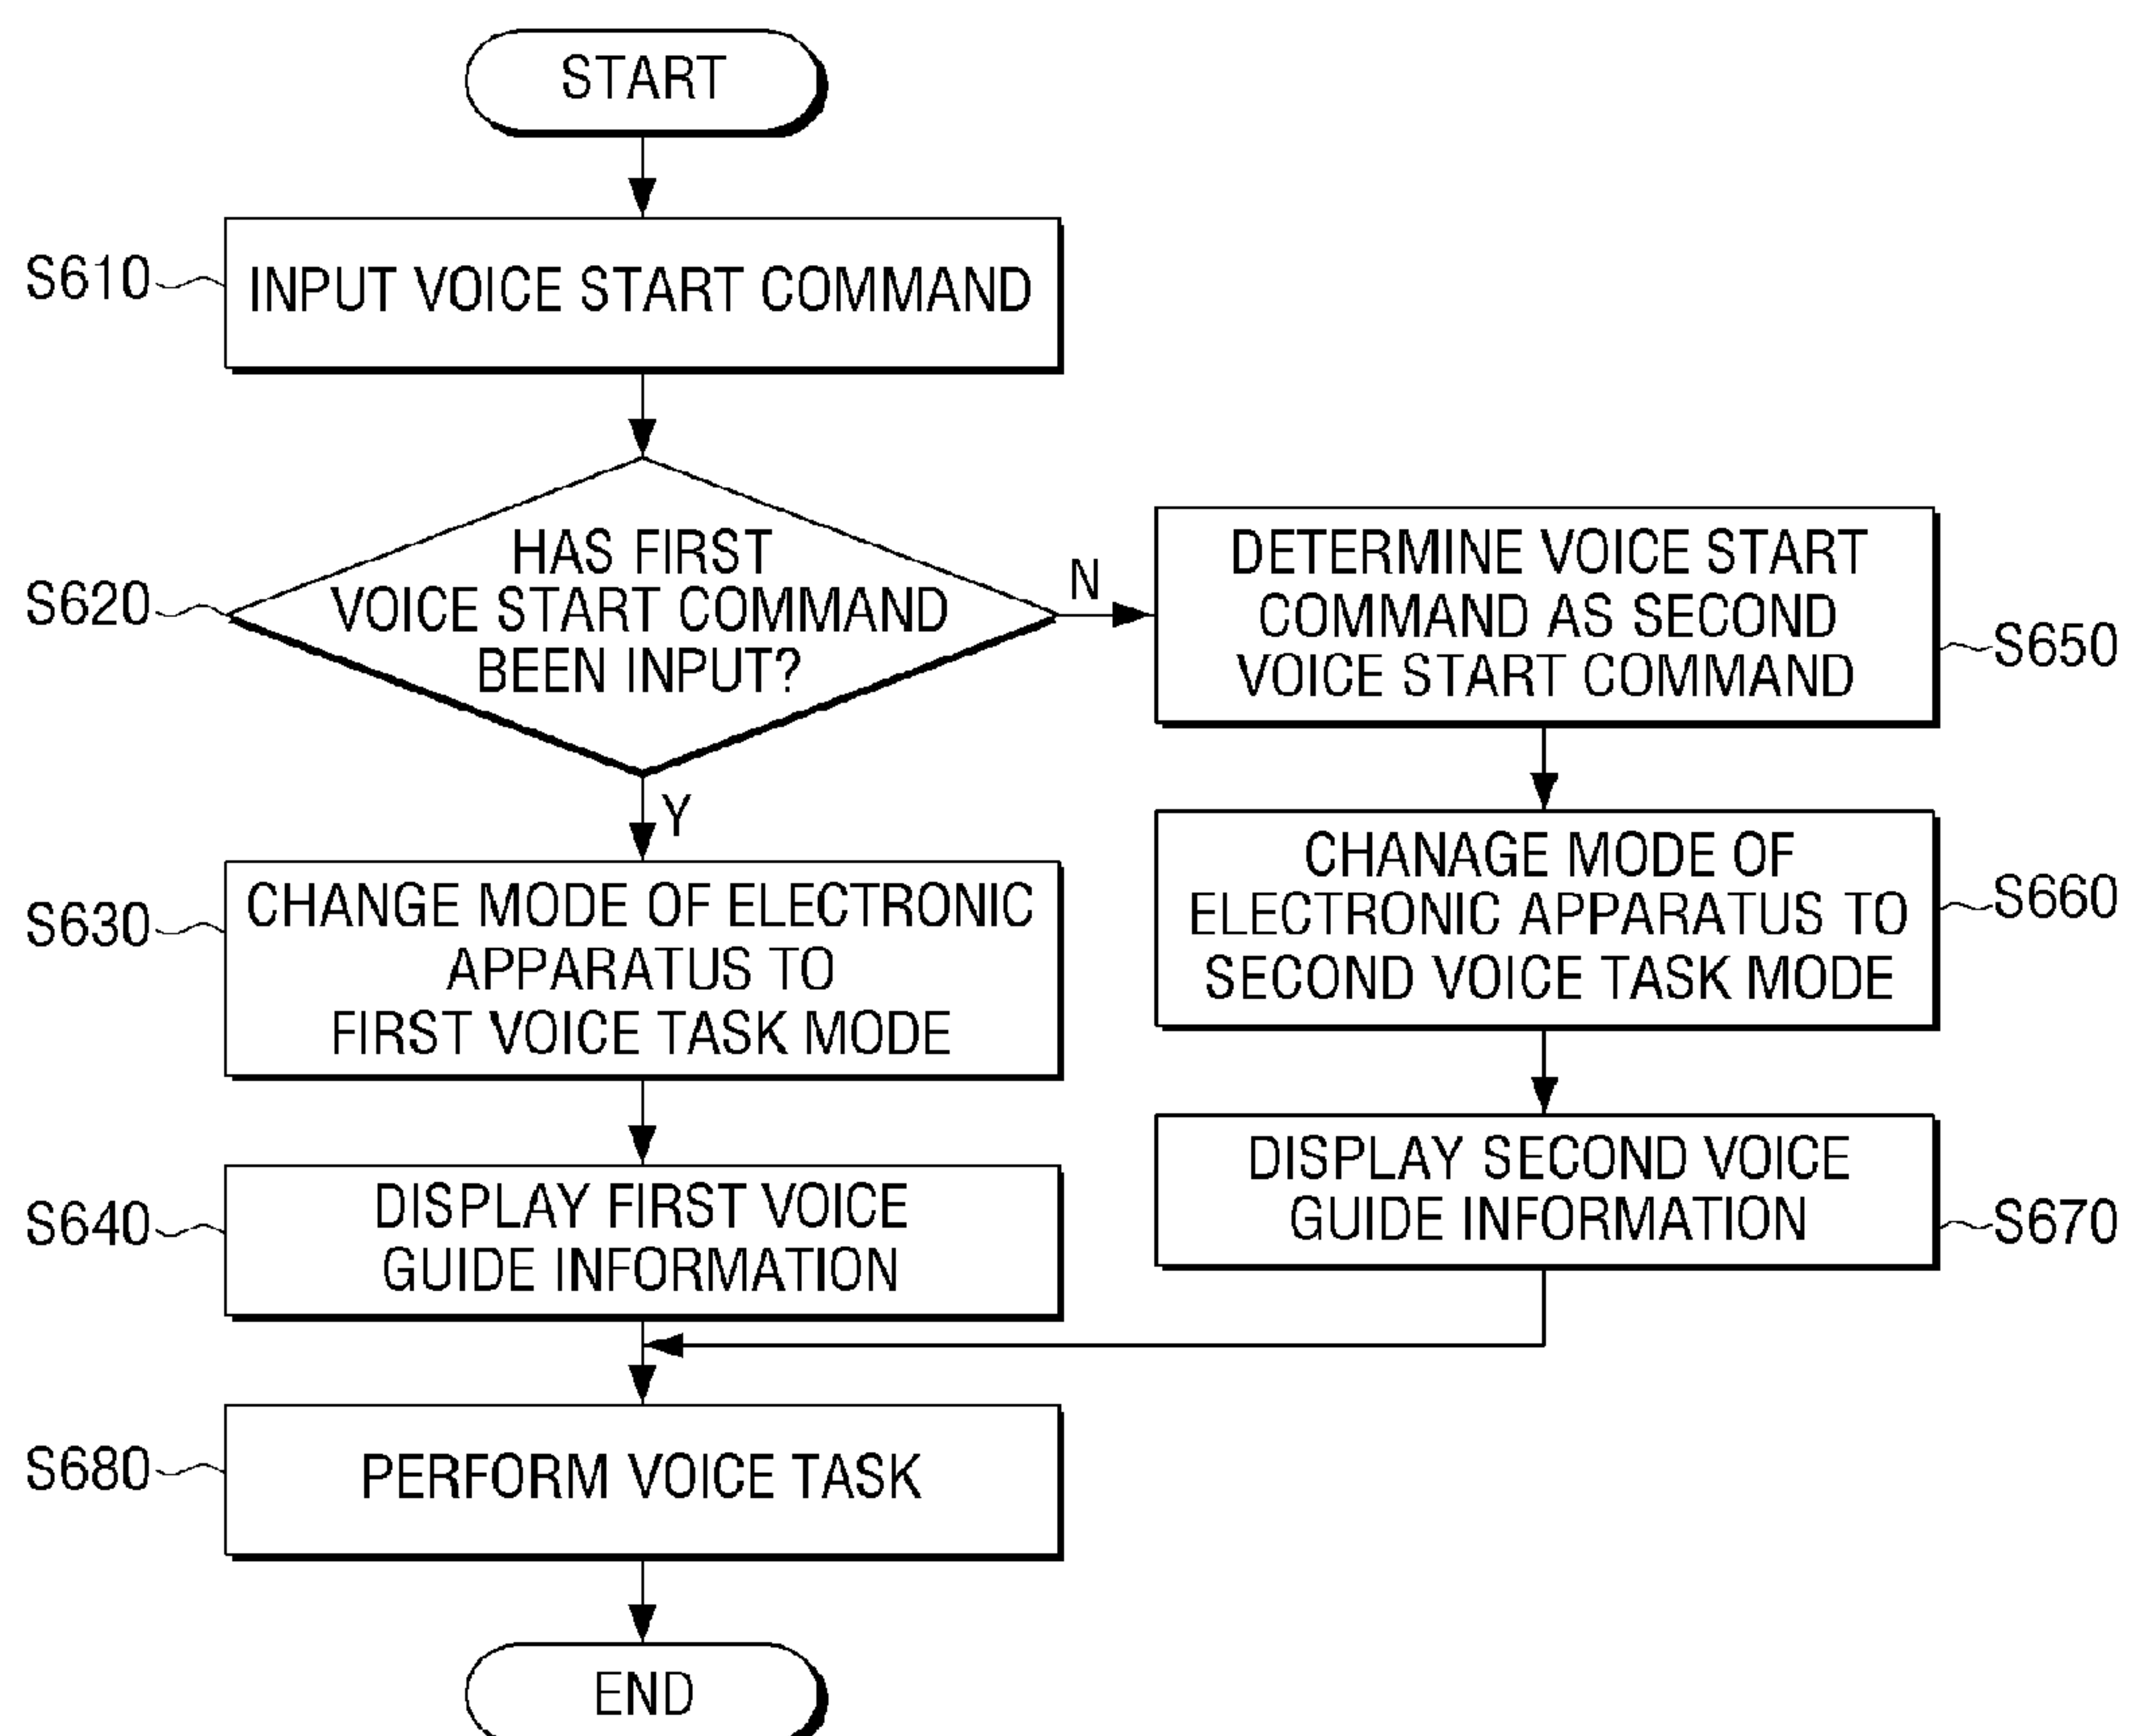 START
S610
INPUT VOICE START COMMAND
S620
HAS FIRST
VOICE START COMMAND
BEEN INPUT?
N
Y
DETERMINE VOICE START
COMMAND AS SECOND
VOICE START COMMAND
S650
S630
CHANGE MODE OF ELECTRONIC
APPARATUS TO
FIRST VOICE TASK MODE
CHANAGE MODE OF
ELECTRONIC APPARATUS TO
SECOND VOICE TASK MODE
S660
S640
DISPLAY FIRST VOICE
GUIDE INFORMATION
DISPLAY SECOND VOICE
GUIDE INFORMATION
S670
S680
PERFORM VOICE TASK
END